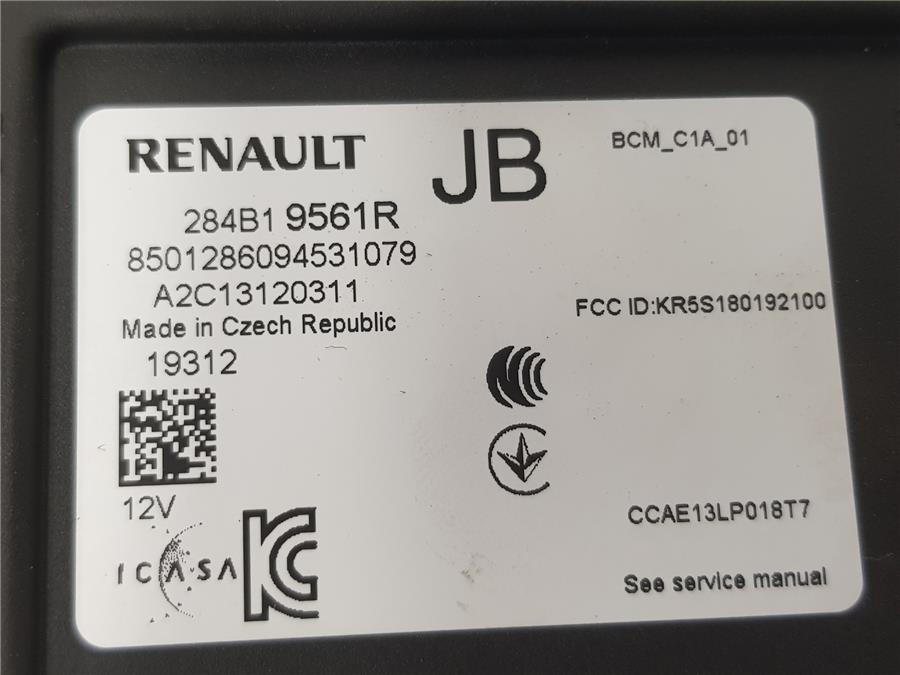 RENAULT
JB
BCM_C1A_01
284B1 9561R
8501286094531079
A2C13120311
Made in Czech Republic
19312
FCC ID:KR5S180192100
12V
ICASA
KC
CCAE13LP018T7
See service manual